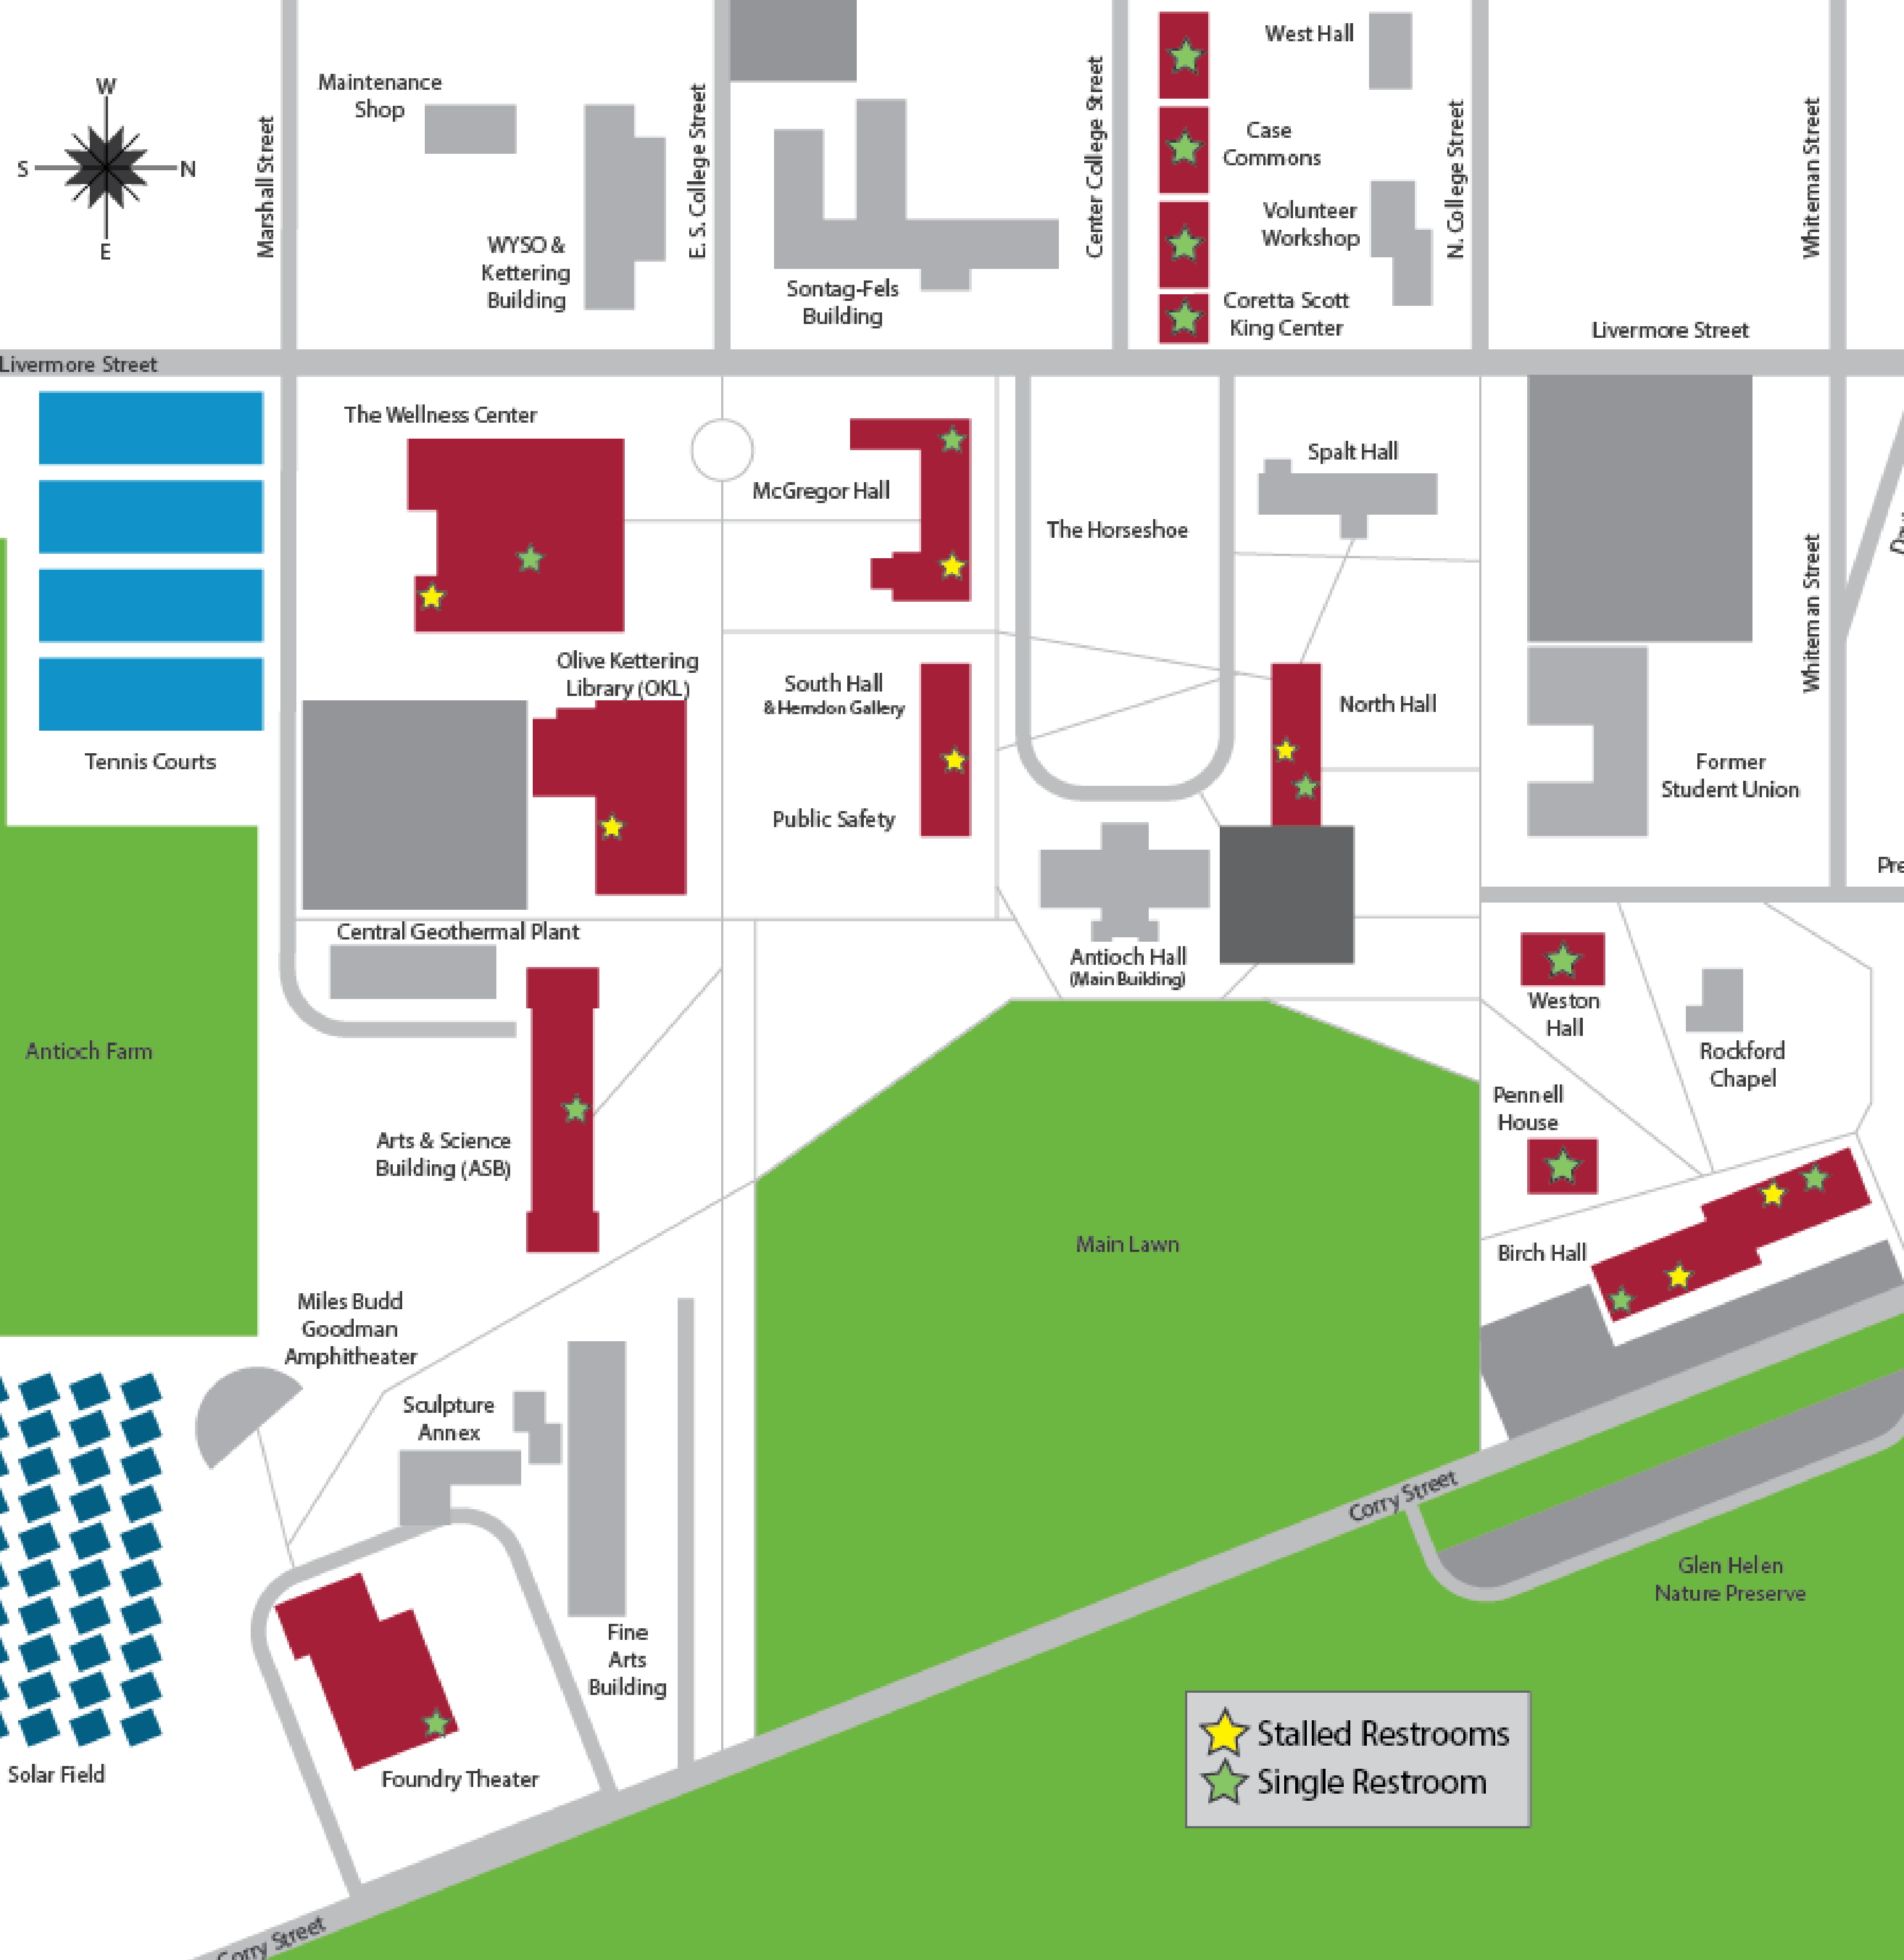 W
S
N
E
Maintenance
Shop
Marshall Street
WYSO &
Kettering
Building
E. S. College Street
Sontag-Fels
Building
Center College Street
West Hall
Case
Commons
Volunteer
Workshop
Coretta Scott
King Center
N. College Street
Whiteman Street
Livermore Street
Livermore Street
The Wellness Center
McGregor Hall
The Horseshoe
Spalt Hall
Whiteman Street
Tennis Courts
Olive Kettering
Library (OKL)
South Hall
& Herndon Gallery
Public Safety
North Hall
Former
Student Union
Central Geothermal Plant
Antioch Hall
(Main Building)
Weston
Hall
Rockford
Chapel
Antioch Farm
Arts & Science
Building (ASB)
Pennell
House
Main Lawn
Birch Hall
Miles Budd
Goodman
Amphitheater
Sculpture
Annex
Corry Street
Glen Helen
Nature Preserve
Fine
Arts
Building
Solar Field
Foundry Theater
Stalled Restrooms
Single Restroom
Corry Street